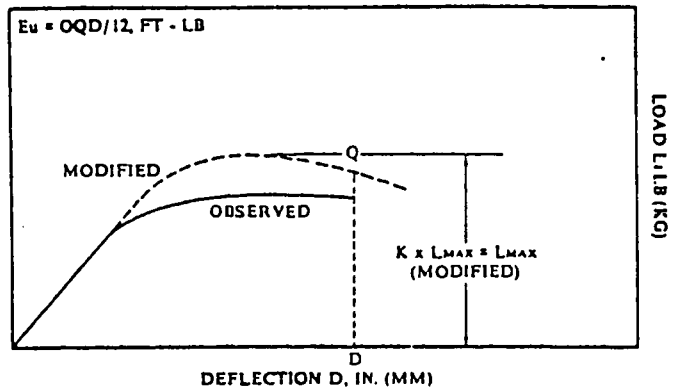 Eu = OQD/12, FT - LB
Q
MODIFIED
OBSERVED
K x LMAX = LMAX
(MODIFIED)
D
DEFLECTION D, IN. (MM)
LOAD L, LB (KG)